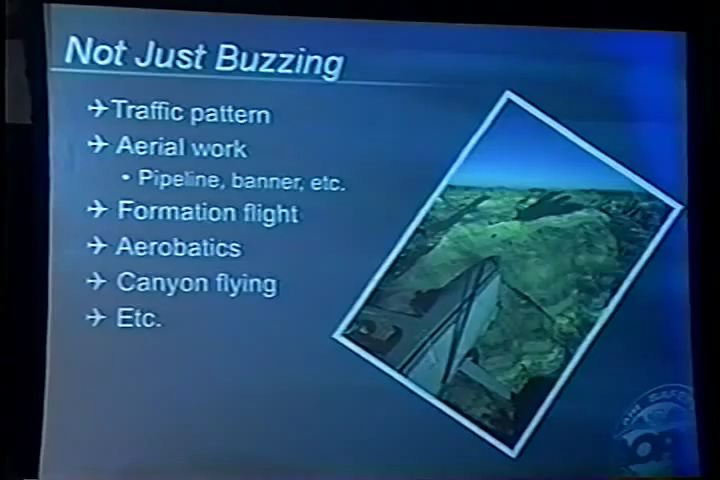 Not Just Buzzing
Traffic pattern
Aerial work
• Pipeline, banner, etc.
Formation flight
Aerobatics
Canyon flying
Etc.